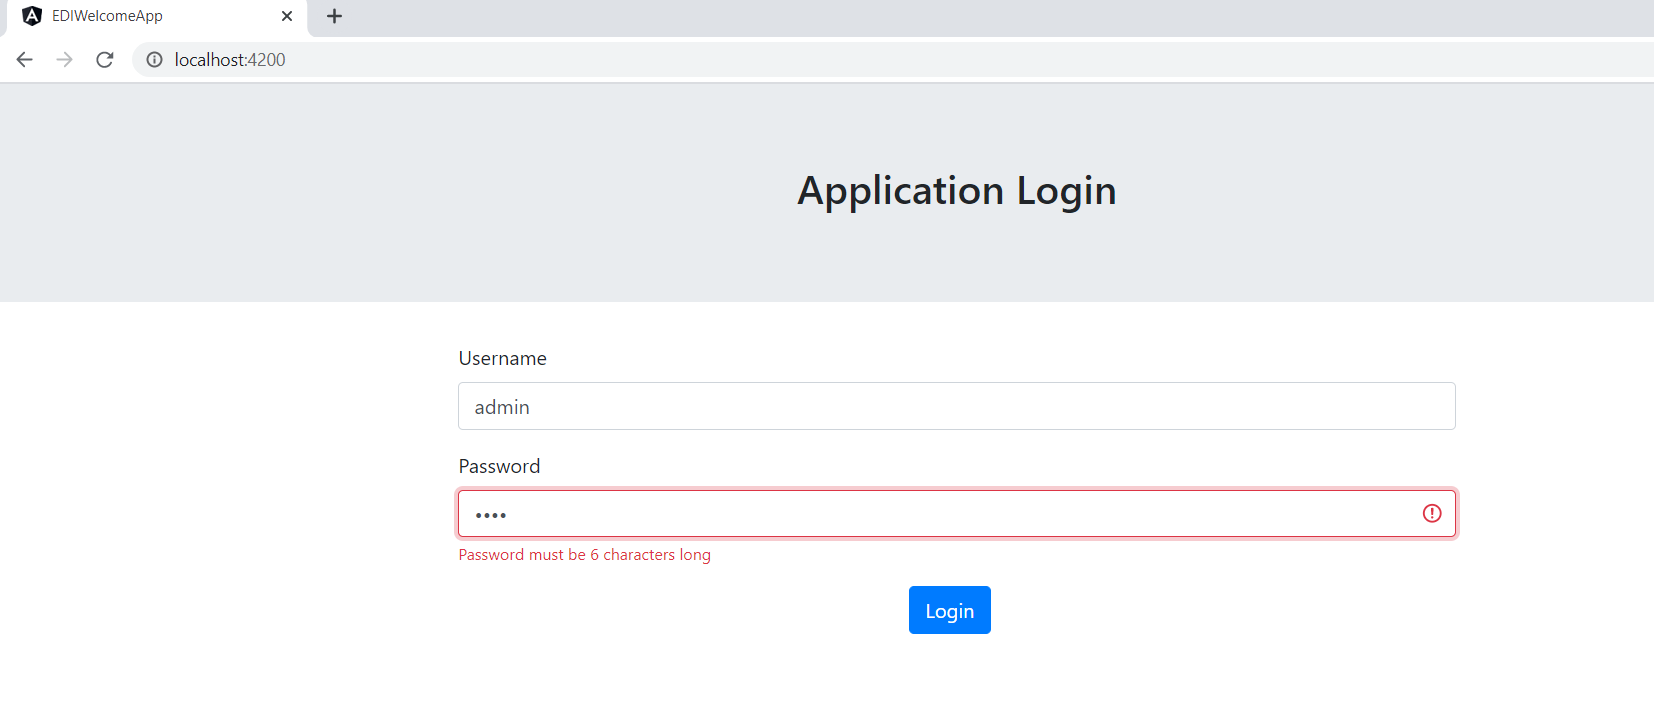 EDIWelcomeApp
localhost:4200
Application Login
Username
admin
Password
••••
Password must be 6 characters long
Login